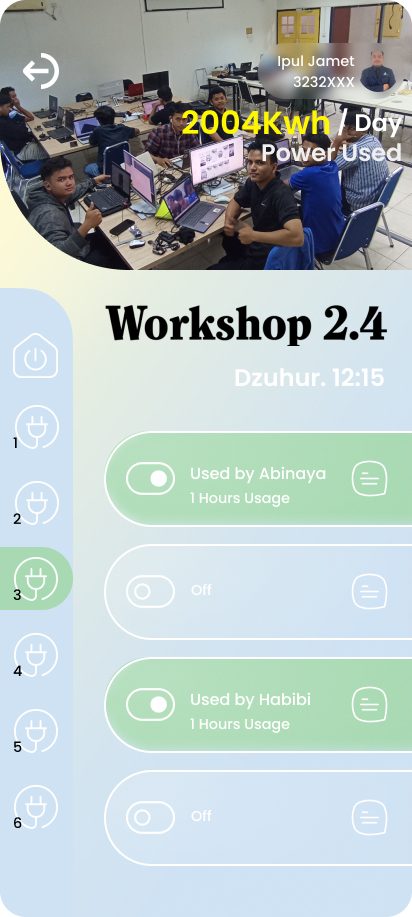 Ipul Jamet
3232XXX
2004Kwh / Day
Power Used
Workshop 2.4
Dzuhur. 12:15
1
2
3
4
5
6
Used by Abinaya
1 Hours Usage
Off
Used by Habibi
1 Hours Usage
Off